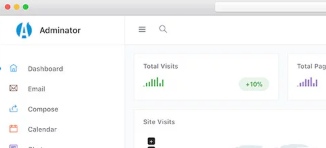 Adminator
Dashboard
Email
Compose
Calendar
Total Visits
+10%
Total Pag
Site Visits